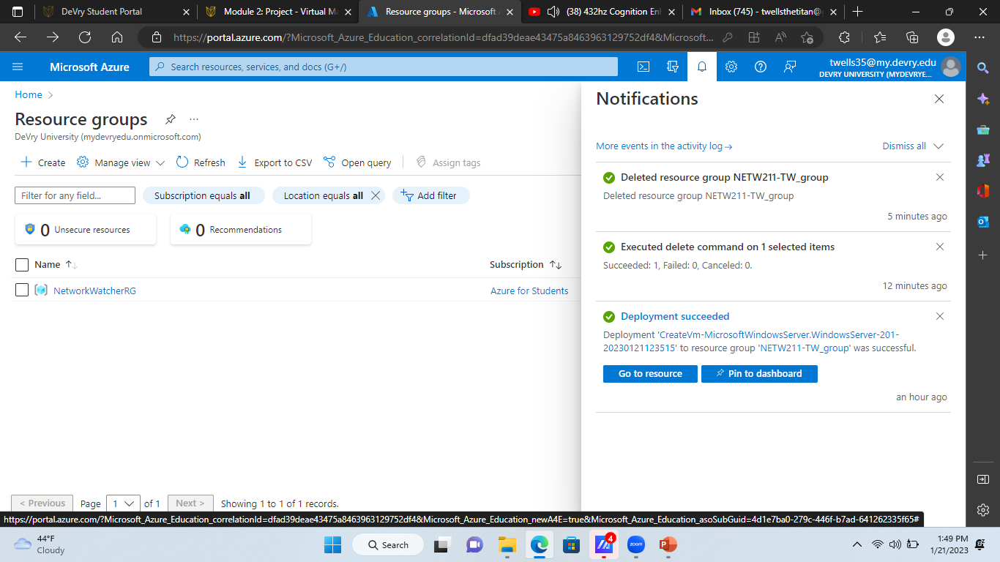 DeVry Student Portal
Module 2: Project - Virtual Ma
Resource groups - Microsoft A
(38) 432hz Cognition Enh
Inbox (745) - twellsthetitan@g
https://portal.azure.com/?Microsoft_Azure_Education_correlationId=dfad39deae43475a8463963129752df4&Microsoft...
Microsoft Azure
Search resources, services, and docs (G+/)
twells35@my.devry.edu
DEVRY UNIVERSITY (MYDEVRYE...
Home
Resource groups
DeVry University (mydevryedu.onmicrosoft.com)
Create
Manage view
Refresh
Export to CSV
Open query
Assign tags
Filter for any field...
Subscription equals all
Location equals all
Add filter
0 Unsecure resources
0 Recommendations
Name
Subscription
NetworkWatcherRG
Azure for Students
< Previous
Page
1
of 1
Next >
Showing 1 to 1 of 1 records.
Notifications
More events in the activity log →
Dismiss all
Deleted resource group NETW211-TW_group
Deleted resource group NETW211-TW_group
5 minutes ago
Executed delete command on 1 selected items
Succeeded: 1, Failed: 0, Canceled: 0.
12 minutes ago
Deployment succeeded
Deployment 'CreateVm-MicrosoftWindowsServer.WindowsServer-201-
20230121123515' to resource group 'NETW211-TW_group' was successful.
Go to resource
Pin to dashboard
an hour ago
https://portal.azure.com/?Microsoft_Azure_Education_correlationId=dfad39deae43475a8463963129752df4&Microsoft_Azure_Education_newA4E=true&Microsoft_Azure_Education_asoSubGuid=4d1e7ba0-279c-446f-b7ad-641262335f65#
44°F
Cloudy
Search
4
zoom
1:49 PM
1/21/2023